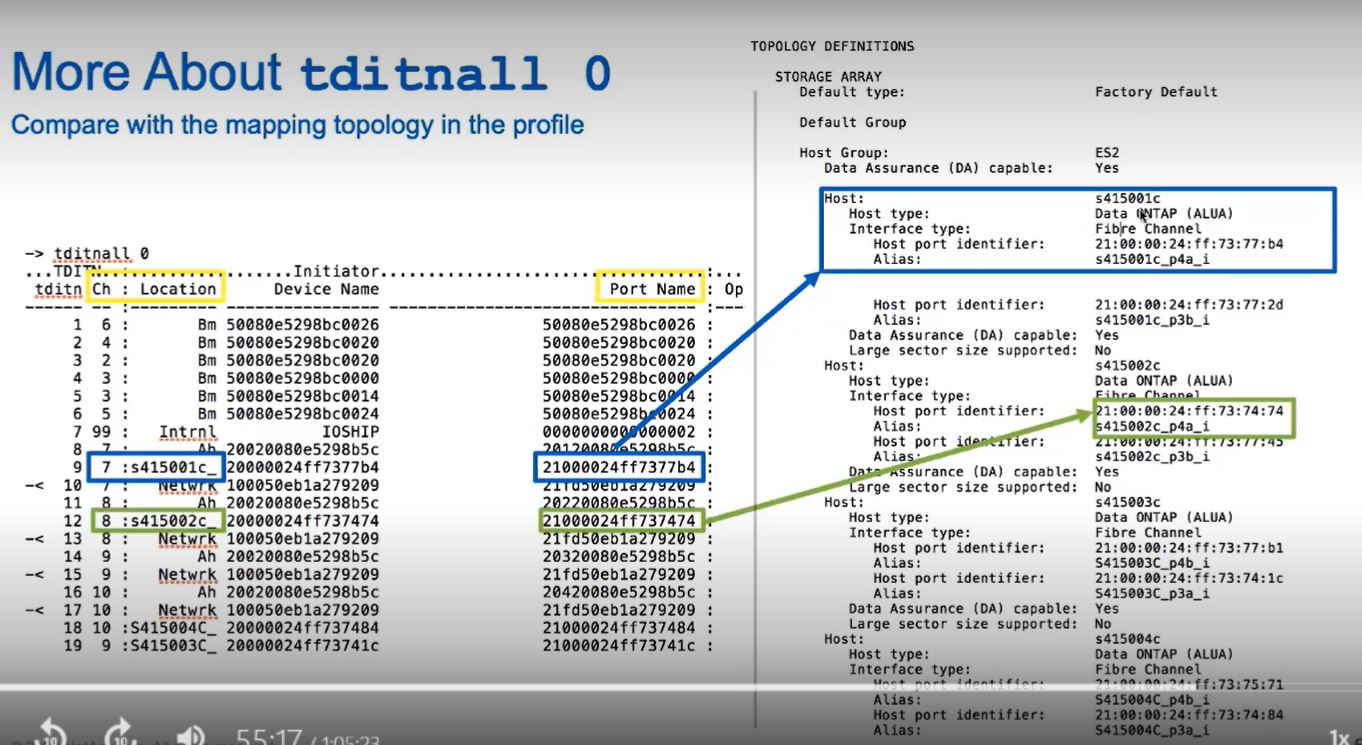 More About tditnall 0
Compare with the mapping topology in the profile
-> tditnall 0
...TDITN..................Initiator.........................................:...
tditn Ch : Location Device Name Port Name : Op
1 6 : Bm 50080e5298bc0026 50080e5298bc0026 :
2 4 : Bm 50080e5298bc0020 50080e5298bc0020 :
3 2 : Bm 50080e5298bc0020 50080e5298bc0020 :
4 3 : Bm 50080e5298bc0000 50080e5298bc0000 :
5 3 : Bm 50080e5298bc0014 50080e5298bc0014 :
6 5 : Bm 50080e5298bc0024 50080e5298bc0024 :
7 99 : Intrnl IOSHIP 0000000000000002 :
8 7 : Ah 20020080e5298b5c 20120080e5298b5c :
9 7 :s415001c_ 20000024ff7377b4 21000024ff7377b4
-< 10 7 : Netwrk 100050eb1a279209 21fd50eb1a279209 :
11 8 : Ah 20020080e5298b5c 20220080e5298b5c :
12 8 :s415002c_ 20000024ff737474 21000024ff737474
-< 13 8 : Netwrk 100050eb1a279209 21fd50eb1a279209 :
14 9 : Ah 20020080e5298b5c 20320080e5298b5c :
-< 15 9 : Netwrk 100050eb1a279209 21fd50eb1a279209 :
16 10 : Ah 20020080e5298b5c 20420080e5298b5c :
-< 17 10 : Netwrk 100050eb1a279209 21fd50eb1a279209 :
18 10 :S415004C_ 20000024ff737484 21000024ff737484 :
19 9 :S415003C_ 20000024ff73741c 21000024ff73741c :
TOPOLOGY DEFINITIONS
STORAGE ARRAY
Default type: Factory Default
Default Group
Host Group: ES2
Data Assurance (DA) capable: Yes
Host: s415001c
Host type: Data ONTAP (ALUA)
Interface type: Fibre Channel
Host port identifier: 21:00:00:24:ff:73:77:b4
Alias: s415001c_p4a_i
Host port identifier: 21:00:00:24:ff:73:77:2d
Alias: s415001c_p3b_i
Data Assurance (DA) capable: Yes
Large sector size supported: No
Host: s415002c
Host type: Data ONTAP (ALUA)
Interface type: Fibre Channel
Host port identifier: 21:00:00:24:ff:73:74:74
Alias: s415002c_p4a_i
Host port identifier: 21:00:00:24:ff:73:77:45
Alias: s415002c_p3b_i
Data Assurance (DA) capable: Yes
Large sector size supported: No
Host: s415003c
Host type: Data ONTAP (ALUA)
Interface type: Fibre Channel
Host port identifier: 21:00:00:24:ff:73:77:b1
Alias: S415003C_p4b_i
Host port identifier: 21:00:00:24:ff:73:74:1c
Alias: S415003C_p3a_i
Data Assurance (DA) capable: Yes
Large sector size supported: No
Host: s415004c
Host type: Data ONTAP (ALUA)
Interface type: Fibre Channel
Host port identifier: 21:00:00:24:ff:73:75:71
Alias: S415004C_p4b_i
Host port identifier: 21:00:00:24:ff:73:74:84
Alias: S415004C_p3a_i
10 10 55:17 / 1:05:23 1x